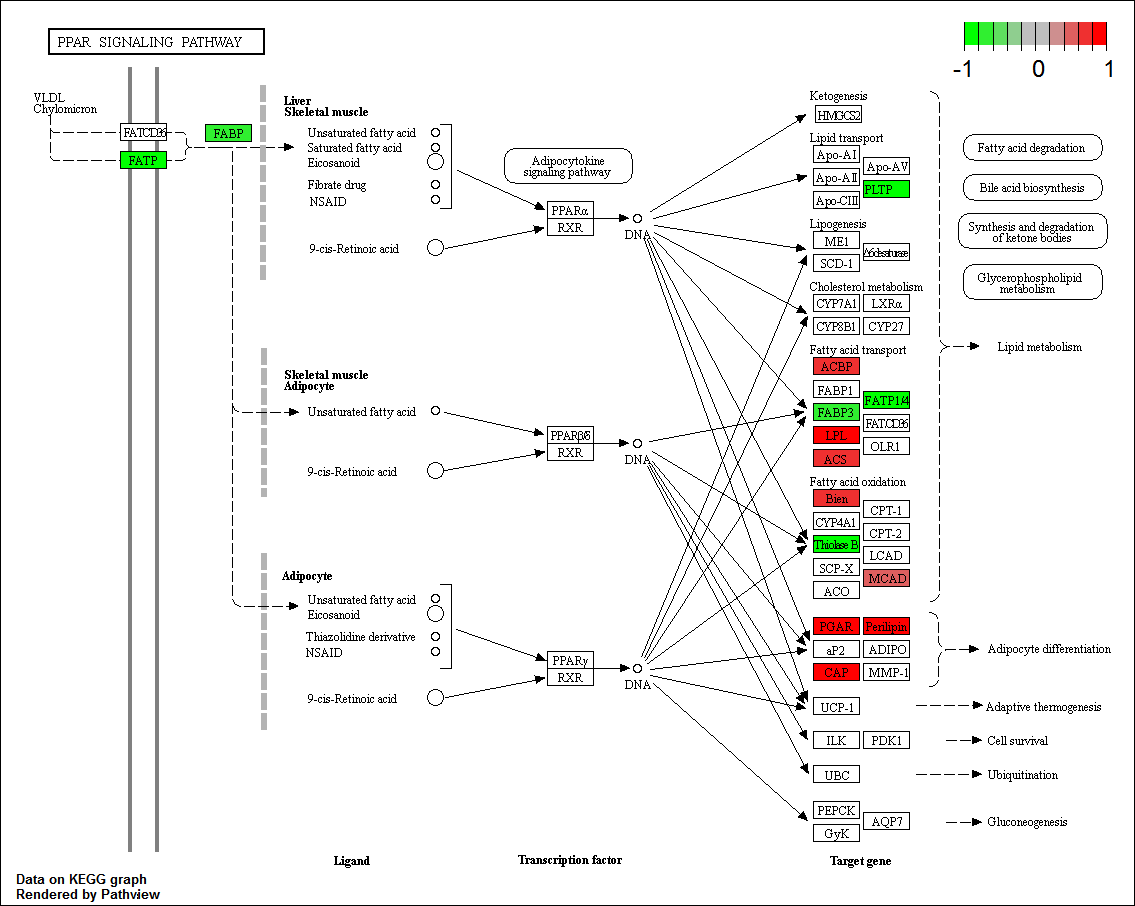 PPAR SIGNALING PATHWAY
-1 0 1
VLDL
Chylomicron
FATCD36
FATP
FABP
Liver
Skeletal muscle
Unsaturated fatty acid
Saturated fatty acid
Eicosanoid
Fibrate drug
NSAID
9-cis-Retinoic acid
Adipocytokine
signaling pathway
PPARα
RXR
DNA
Skeletal muscle
Adipocyte
Unsaturated fatty acid
9-cis-Retinoic acid
PPARβδ
RXR
DNA
Adipocyte
Unsaturated fatty acid
Eicosanoid
Thiazolidine derivative
NSAID
9-cis-Retinoic acid
PPARγ
RXR
DNA
Ketogenesis
HMGCS2
Lipid transport
Apo-AI
Apo-AV
Apo-AII
PLTP
Apo-CIII
Lipogenesis
ME1
SCD-1
Cholesterol metabolism
CYP7A1 LXRα
CYP8B1 CYP27
Fatty acid transport
ACBP
FABP1
FATP1/4
FABP3
FATCD36
LPL
OLR1
ACS
Fatty acid oxidation
Bien
CPT-1
CYP4A1
CPT-2
Thiolase B
LCAD
SCP-X
MCAD
ACO
PGAR Perilipin
aP2 ADIPO
CAP MMP-1
UCP-1
ILK PDK1
UBC
PEPCK
AQP7
GyK
Fatty acid degradation
Bile acid biosynthesis
Synthesis and degradation
of ketone bodies
Glycerophospholipid
metabolism
Lipid metabolism
Adipocyte differentiation
Adaptive thermogenesis
Cell survival
Ubiquitination
Gluconeogenesis
Ligand Transcription factor Target gene
Data on KEGG graph
Rendered by Pathview